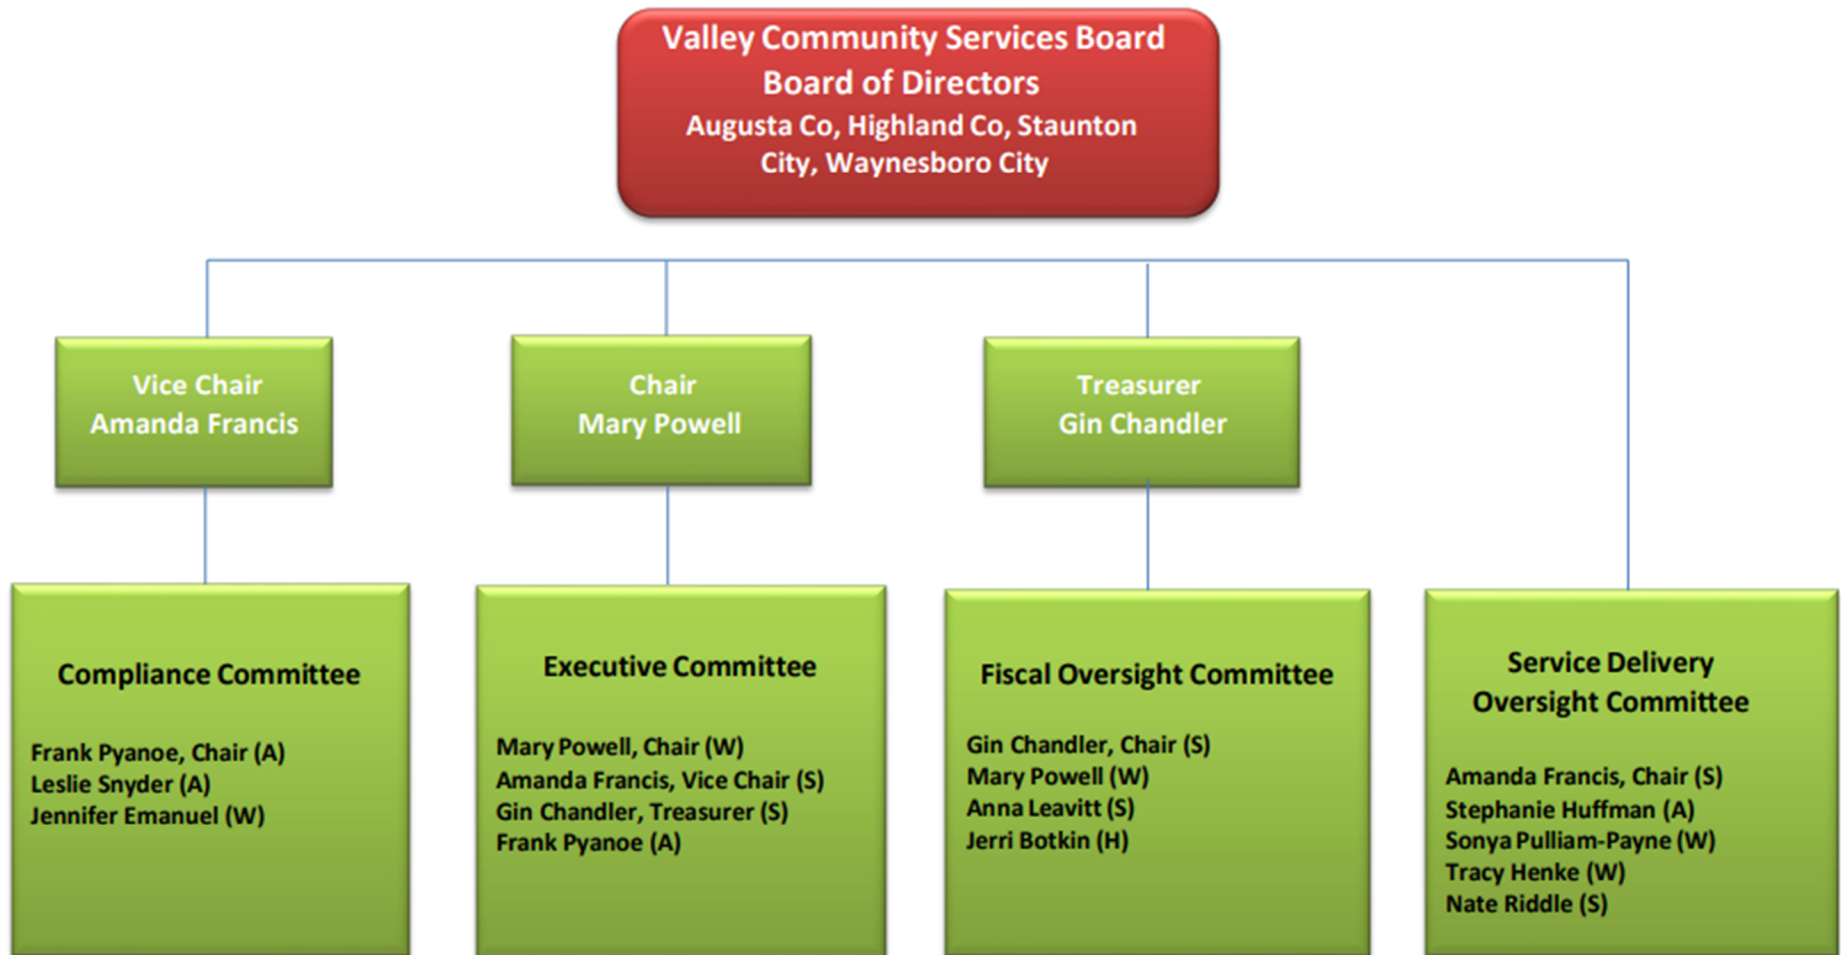 Valley Community Services Board
Board of Directors
Augusta Co, Highland Co, Staunton
City, Waynesboro City
Vice Chair
Amanda Francis
Chair
Mary Powell
Treasurer
Gin Chandler
Compliance Committee
Frank Pyanoe, Chair (A)
Leslie Snyder (A)
Jennifer Emanuel (W)
Executive Committee
Mary Powell, Chair (W)
Amanda Francis, Vice Chair (S)
Gin Chandler, Treasurer (S)
Frank Pyanoe (A)
Fiscal Oversight Committee
Gin Chandler, Chair (S)
Mary Powell (W)
Anna Leavitt (S)
Jerri Botkin (H)
Service Delivery
Oversight Committee
Amanda Francis, Chair (S)
Stephanie Huffman (A)
Sonya Pulliam-Payne (W)
Tracy Henke (W)
Nate Riddle (S)